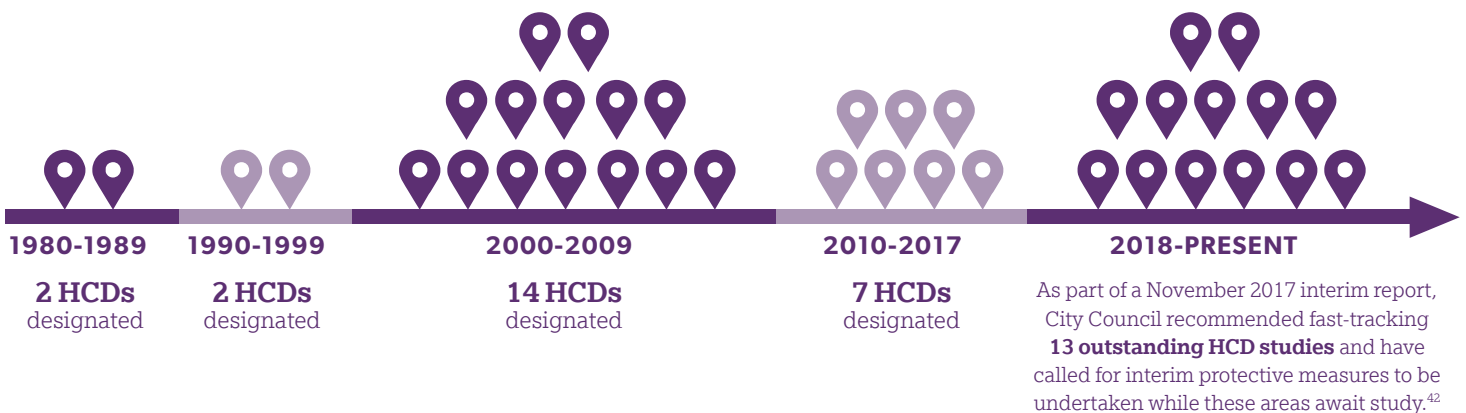 1980-1989
1990-1999
2000-2009
2010-2017
2018-PRESENT
2 HCDs
designated
2 HCDs
designated
14 HCDs
designated
7 HCDs
designated
As part of a November 2017 interim report,
City Council recommended fast-tracking
13 outstanding HCD studies and have
called for interim protective measures to be
undertaken while these areas await study.42